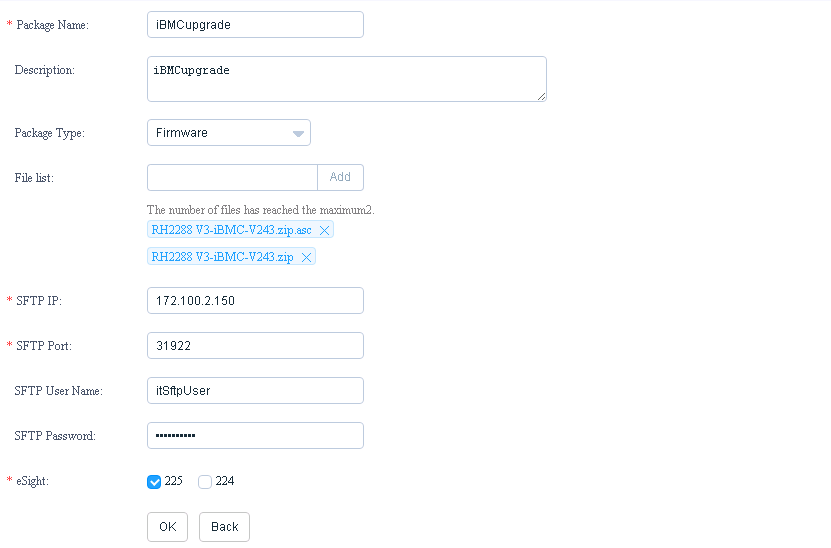 * Package Name: iBMCupgrade
Description: iBMCupgrade
Package Type: Firmware
File list: Add
The number of files has reached the maximum2.
RH2288 V3-iBMC-V243.zip.asc
RH2288 V3-iBMC-V243.zip
* SFTP IP: 172.100.2.150
* SFTP Port: 31922
SFTP User Name: itSftpUser
SFTP Password: ••••••••••
* eSight: 225 224
OK Back